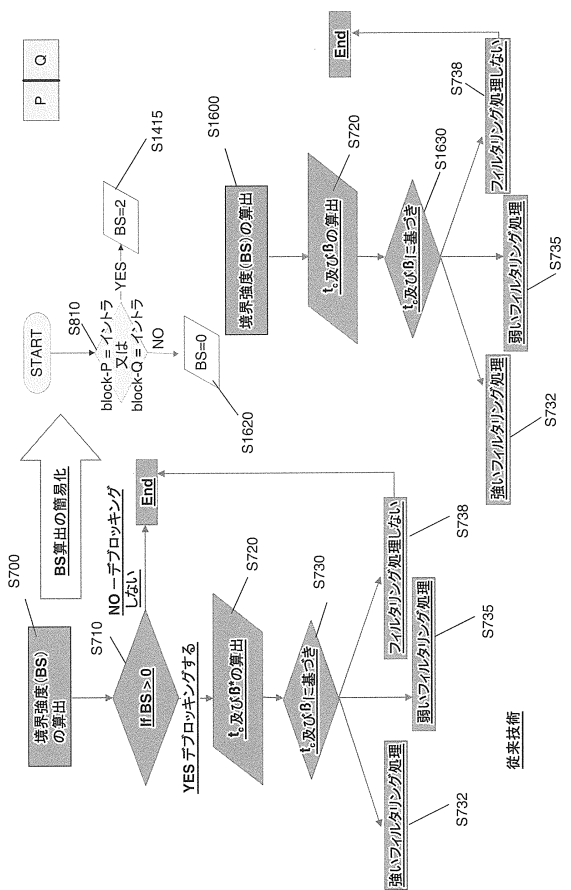 S700
境界強度(BS)
の算出
S710
If BS > 0
NO ーデブロッキング
しない
End
YES デブロッキングする
S720
tc及びß*の算出
S730
tc及びßに基づき
強いフィルタリング処理
S732
弱いフィルタリング処理
S735
フィルタリング処理しない
S738
従来技術
BS算出の簡易化
START
S810
block-P = イントラ
又は
block-Q = イントラ
YES
BS=2
S1415
NO
BS=0
S1620
P
Q
S1600
境界強度(BS)の算出
S720
tc及びßの算出
S1630
tc及びßに基づき
強いフィルタリング処理
S732
弱いフィルタリング処理
S735
フィルタリング処理しない
S738
End